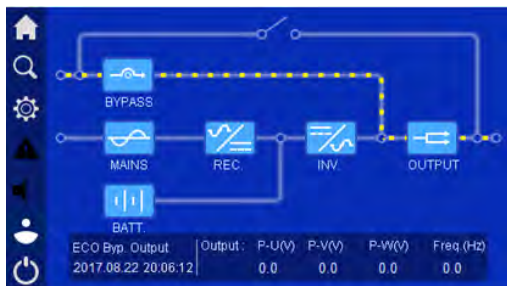 BYPASS
MAINS REC. INV. OUTPUT
BATT.
ECO Byp. Output Output : P-U(V) P-V(V) P-W(V) Freq.(Hz)
2017.08.22 20:06:12 0.0 0.0 0.0 0.0